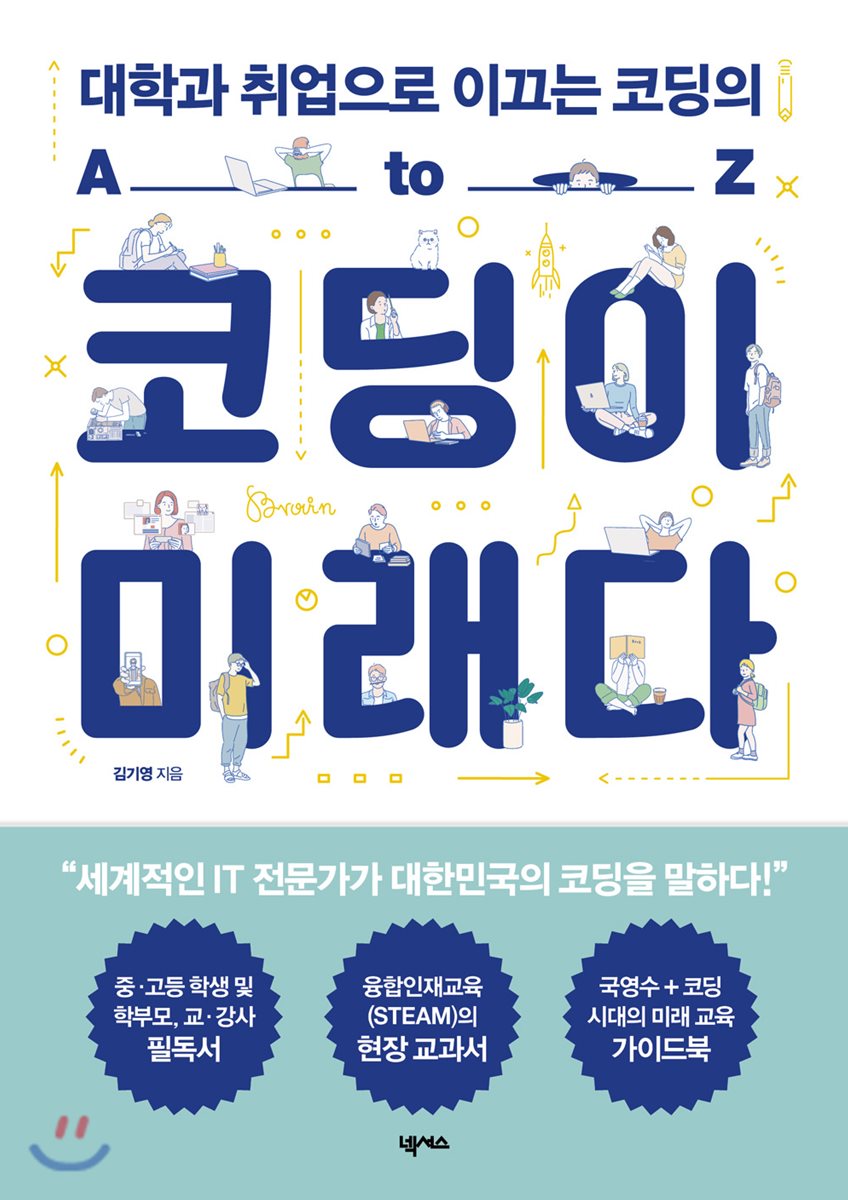 대학과 취업으로 이끄는 코딩의
A to Z
코딩이
Brain
미래다
김기영 지음
“세계적인 IT 전문가가 대한민국의 코딩을 말하다!”
중·고등 학생 및
학부모, 교·강사
필독서
융합인재교육
(STEAM)의
현장 교과서
국영수 + 코딩
시대의 미래 교육
가이드북
넥서스